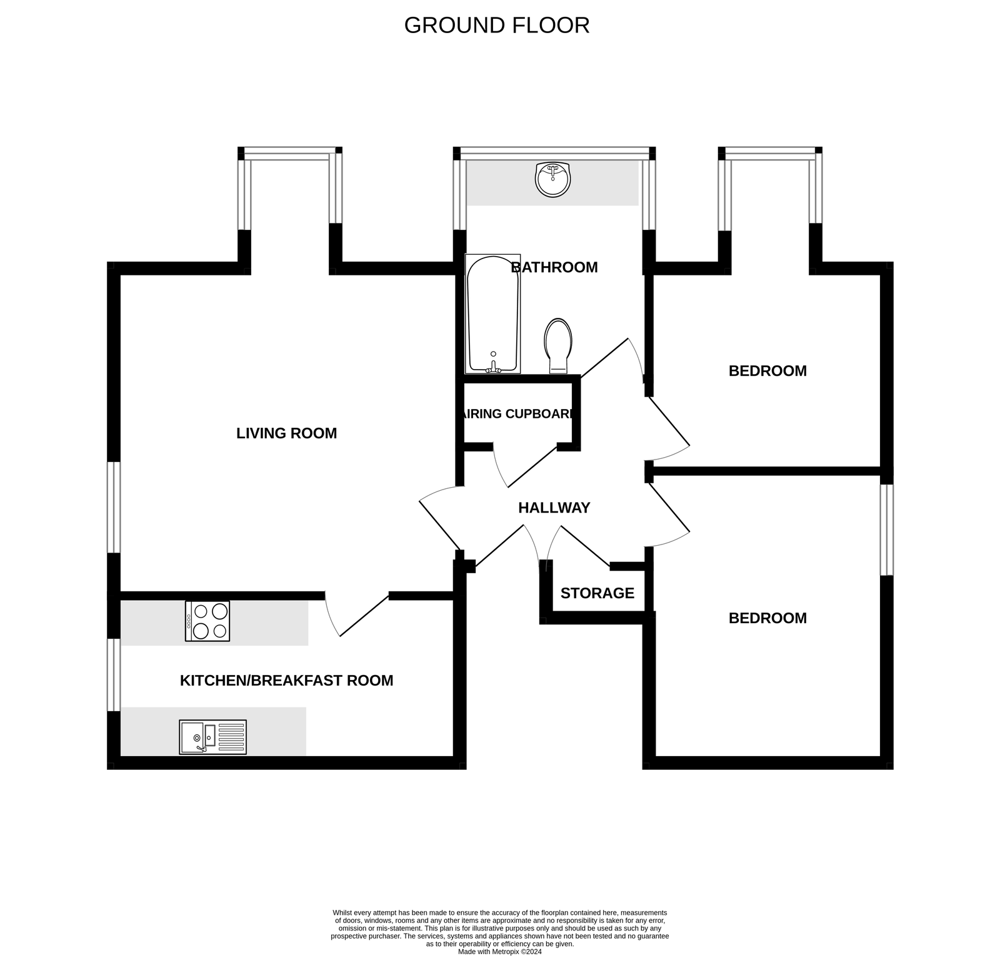 GROUND FLOOR
BATHROOM
BEDROOM
AIRING CUPBOARD
LIVING ROOM
HALLWAY
STORAGE
BEDROOM
KITCHEN/BREAKFAST ROOM
Whilst every attempt has been made to ensure the accuracy of the floorplan contained here, measurements
of doors, windows, rooms and any other items are approximate and no responsibility is taken for any error,
omission or mis-statement. This plan is for illustrative purposes only and should be used as such by any
prospective purchaser. The services, systems and appliances shown have not been tested and no guarantee
as to their operability or efficiency can be given.
Made with Metropix ©2024